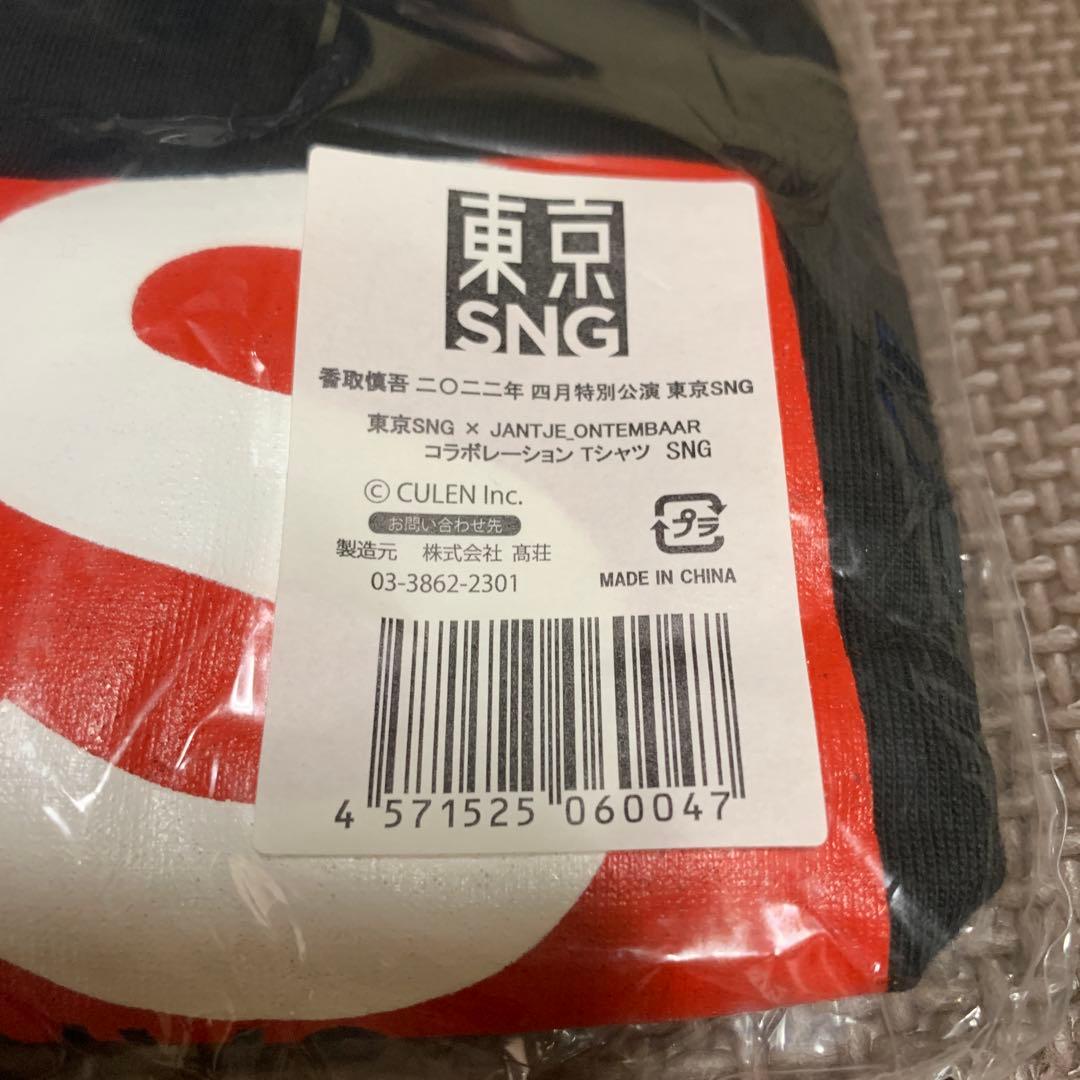 東京
SNG
香取慎吾 二〇二二年 四月特別公演 東京SNG
東京SNG × JANTJE_ONTEMBAAR
コラボレーション Tシャツ SNG
© CULEN Inc.
お問い合わせ先
製造元 株式会社 髙荘
03-3862-2301
プラ
MADE IN CHINA
4 571525 060047